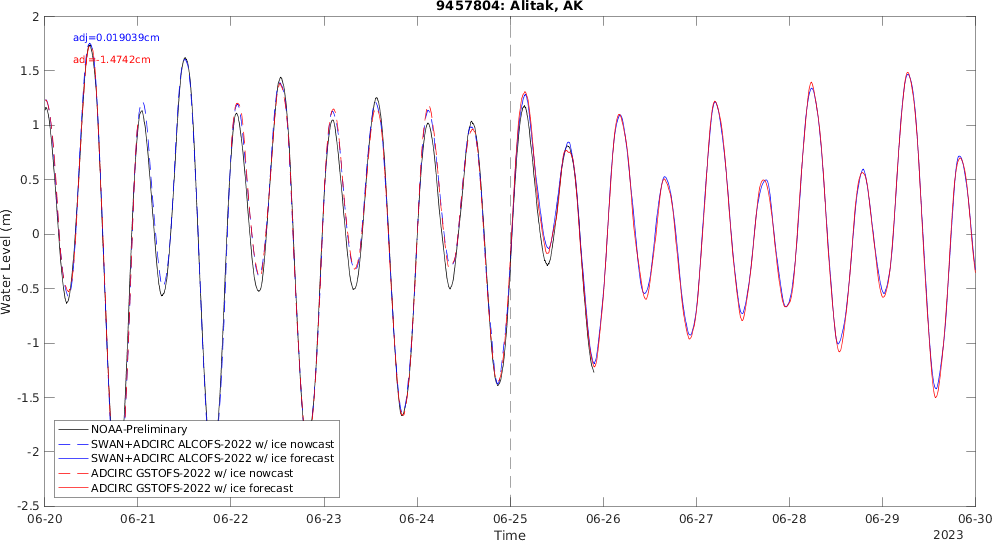 9457804: Alitak, AK
adj=0.019039cm
adj=-1.4742cm
2
1.5
1
0.5
0
-0.5
-1
-1.5
-2
-2.5
Water Level (m)
NOAA-Preliminary
SWAN+ADCIRC ALCOFS-2022 w/ ice nowcast
SWAN+ADCIRC ALCOFS-2022 w/ ice forecast
ADCIRC GSTOFS-2022 w/ ice nowcast
ADCIRC GSTOFS-2022 w/ ice forecast
06-20 06-21 06-22 06-23 06-24 06-25 06-26 06-27 06-28 06-29 06-30
Time
2023